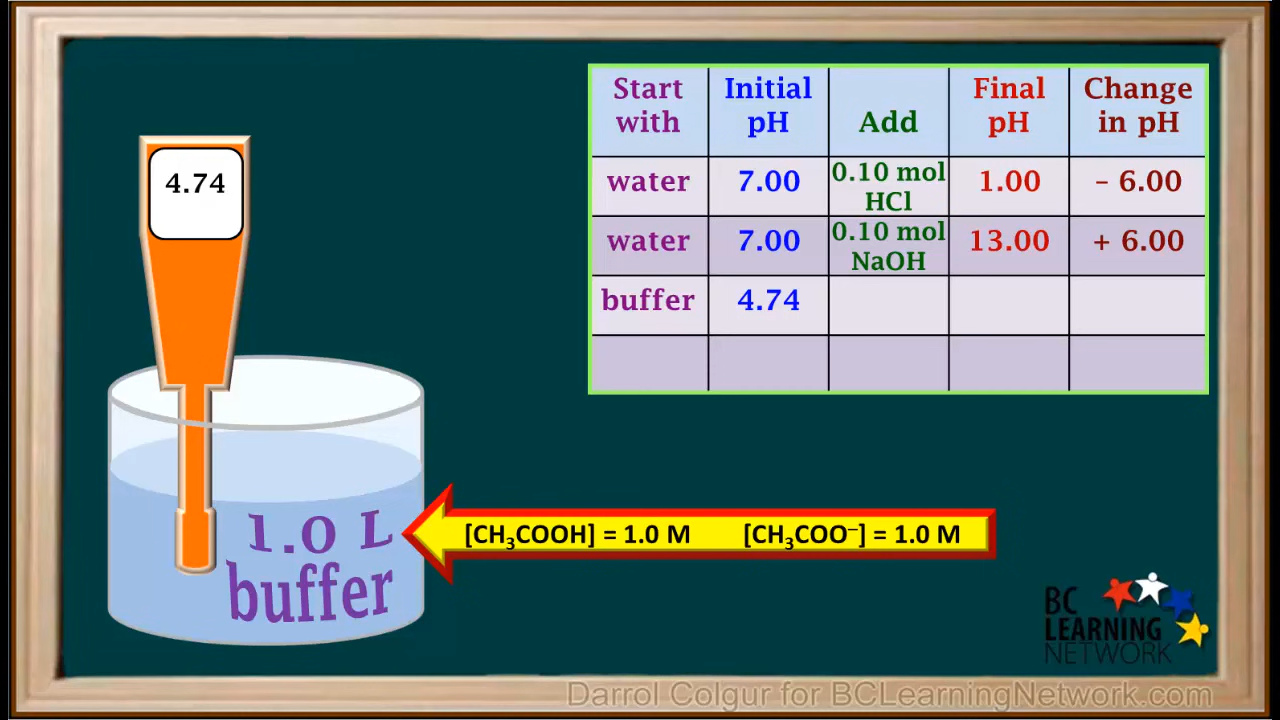 4.74
Start with
Initial pH
Add
Final pH
Change in pH
water
7.00
0.10 mol HCl
1.00
– 6.00
water
7.00
0.10 mol NaOH
13.00
+ 6.00
buffer
4.74
1.0 L
buffer
[CH₃COOH] = 1.0 M [CH₃COO⁻] = 1.0 M
BC
LEARNING
NETWORK
Darrol Colgur for BCLearningNetwork.com